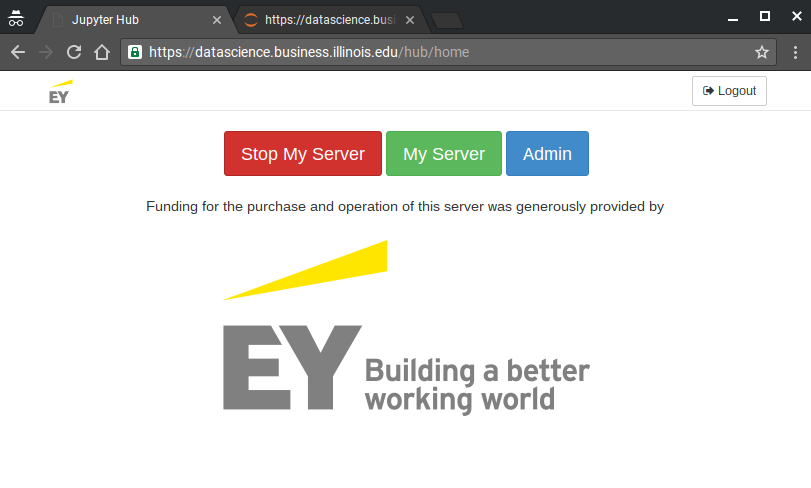 Jupyter Hub
https://datascience.busi
https://datascience.business.illinois.edu/hub/home
EY
Logout
Stop My Server
My Server
Admin
Funding for the purchase and operation of this server was generously provided by
EY
Building a better
working world